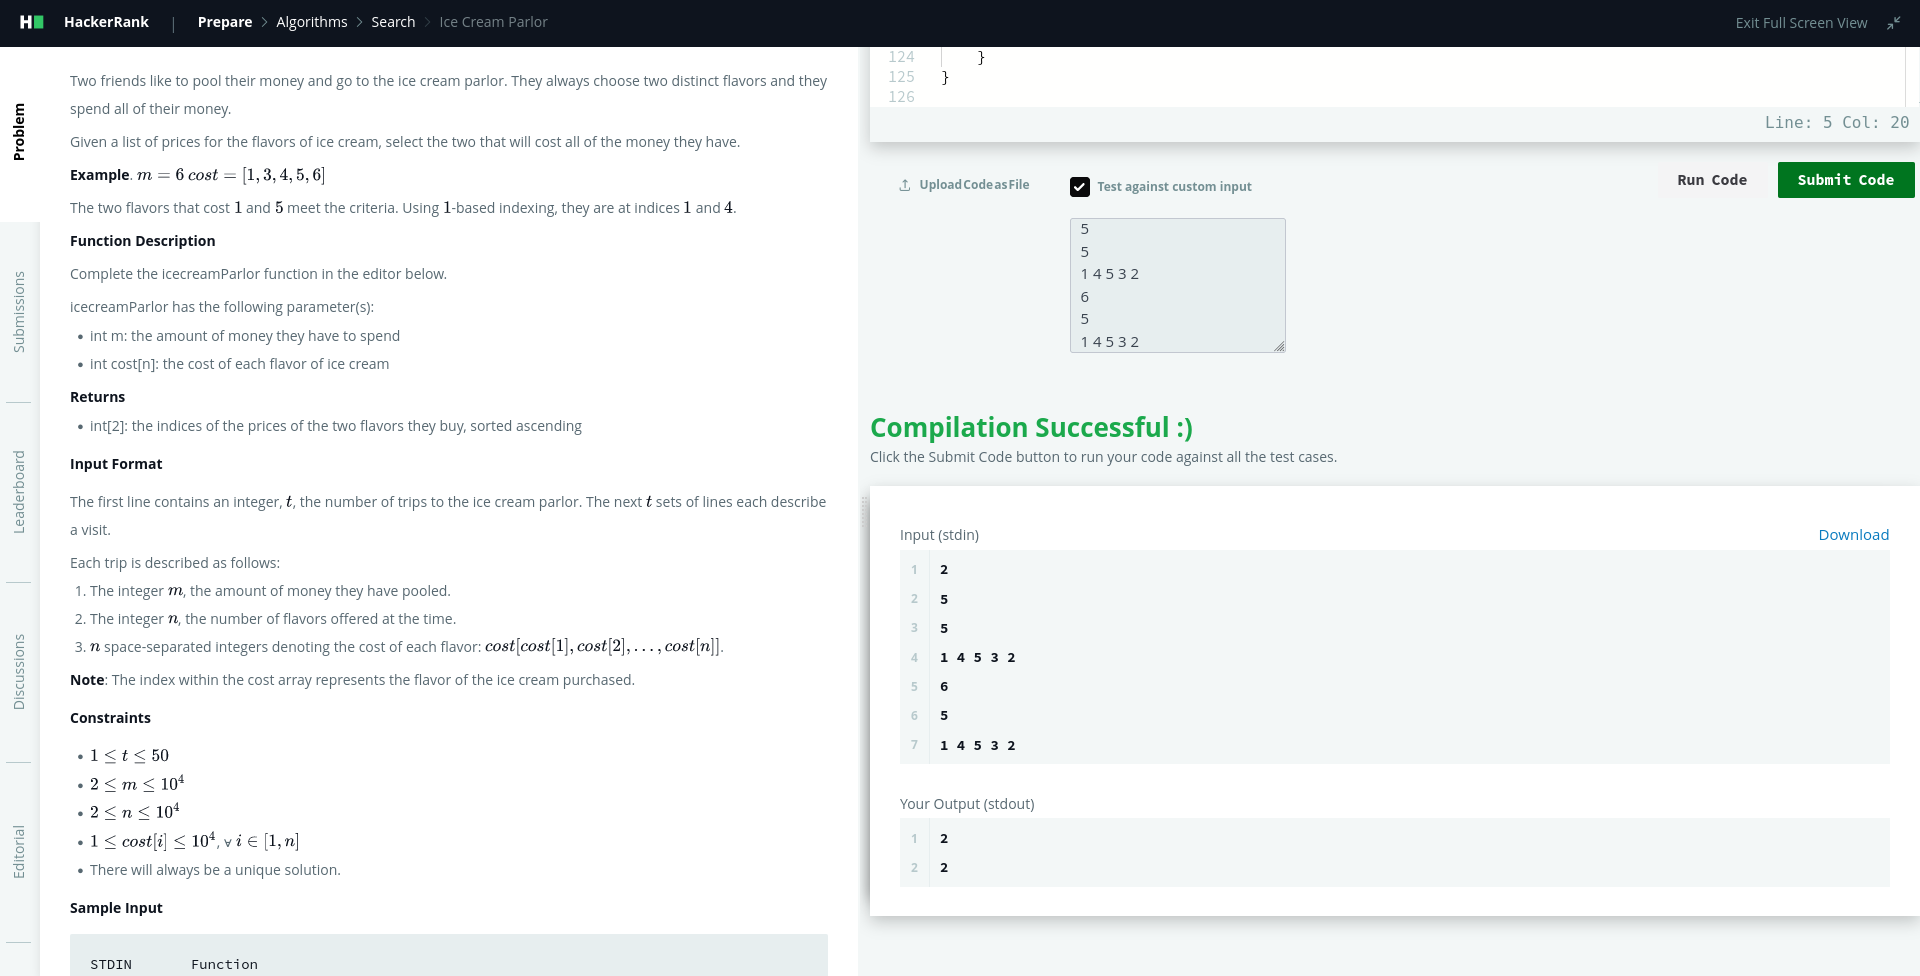 HackerRank | Prepare > Algorithms > Search > Ice Cream Parlor
Exit Full Screen View
Problem
Submissions
Leaderboard
Discussions
Editorial
Two friends like to pool their money and go to the ice cream parlor. They always choose two distinct flavors and they
spend all of their money.
Given a list of prices for the flavors of ice cream, select the two that will cost all of the money they have.
Example. m = 6 cost = [1, 3, 4, 5, 6]
The two flavors that cost 1 and 5 meet the criteria. Using 1-based indexing, they are at indices 1 and 4.
Function Description
Complete the icecreamParlor function in the editor below.
icecreamParlor has the following parameter(s):
• int m: the amount of money they have to spend
• int cost[n]: the cost of each flavor of ice cream
Returns
• int[2]: the indices of the prices of the two flavors they buy, sorted ascending
Input Format
The first line contains an integer, t, the number of trips to the ice cream parlor. The next t sets of lines each describe
a visit.
Each trip is described as follows:
1. The integer m, the amount of money they have pooled.
2. The integer n, the number of flavors offered at the time.
3. n space-separated integers denoting the cost of each flavor: cost[cost[1], cost[2], . . . , cost[n]].
Note: The index within the cost array represents the flavor of the ice cream purchased.
Constraints
• 1 ≤ t ≤ 50
• 2 ≤ m ≤ 10⁴
• 2 ≤ n ≤ 10⁴
• 1 ≤ cost[i] ≤ 10⁴, ∀ i ∈ [1, n]
• There will always be a unique solution.
Sample Input
STDIN Function
124 }
125 }
126
Line: 5 Col: 20
Upload Code as File
Test against custom input
Run Code
Submit Code
5
5
1 4 5 3 2
6
5
1 4 5 3 2
Compilation Successful :)
Click the Submit Code button to run your code against all the test cases.
Input (stdin)
Download
1 2
2 5
3 5
4 1 4 5 3 2
5 6
6 5
7 1 4 5 3 2
Your Output (stdout)
1 2
2 2